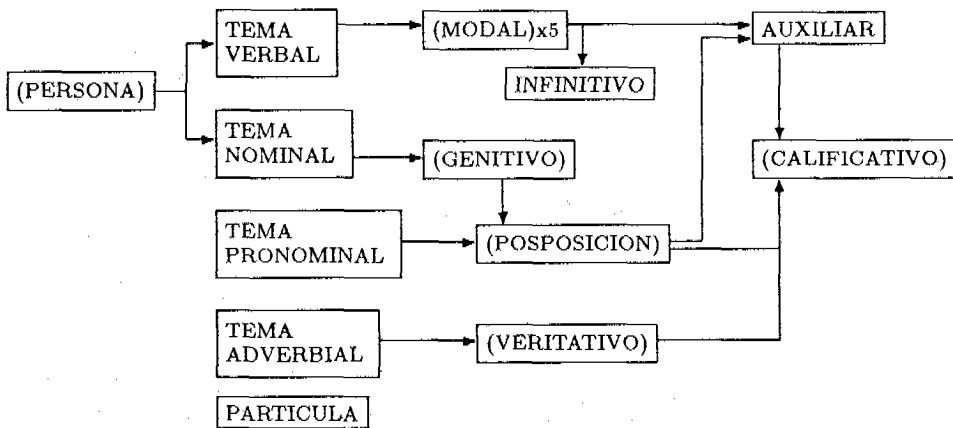 TEMA
VERBAL
(MODAL)x5
AUXILIAR
(PERSONA)
INFINITIVO
TEMA
NOMINAL
(GENITIVO)
(CALIFICATIVO)
TEMA
PRONOMINAL
(POSPOSICION)
TEMA
ADVERBIAL
(VERITATIVO)
PARTICULA